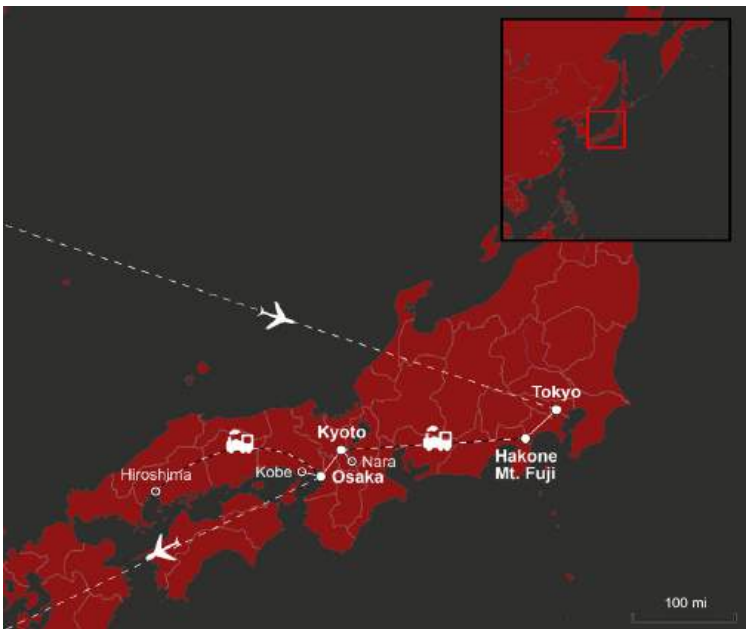 Tokyo
Kyoto
Hakone
Mt. Fuji
Nara
Kobe
Osaka
Hiroshima
100 mi